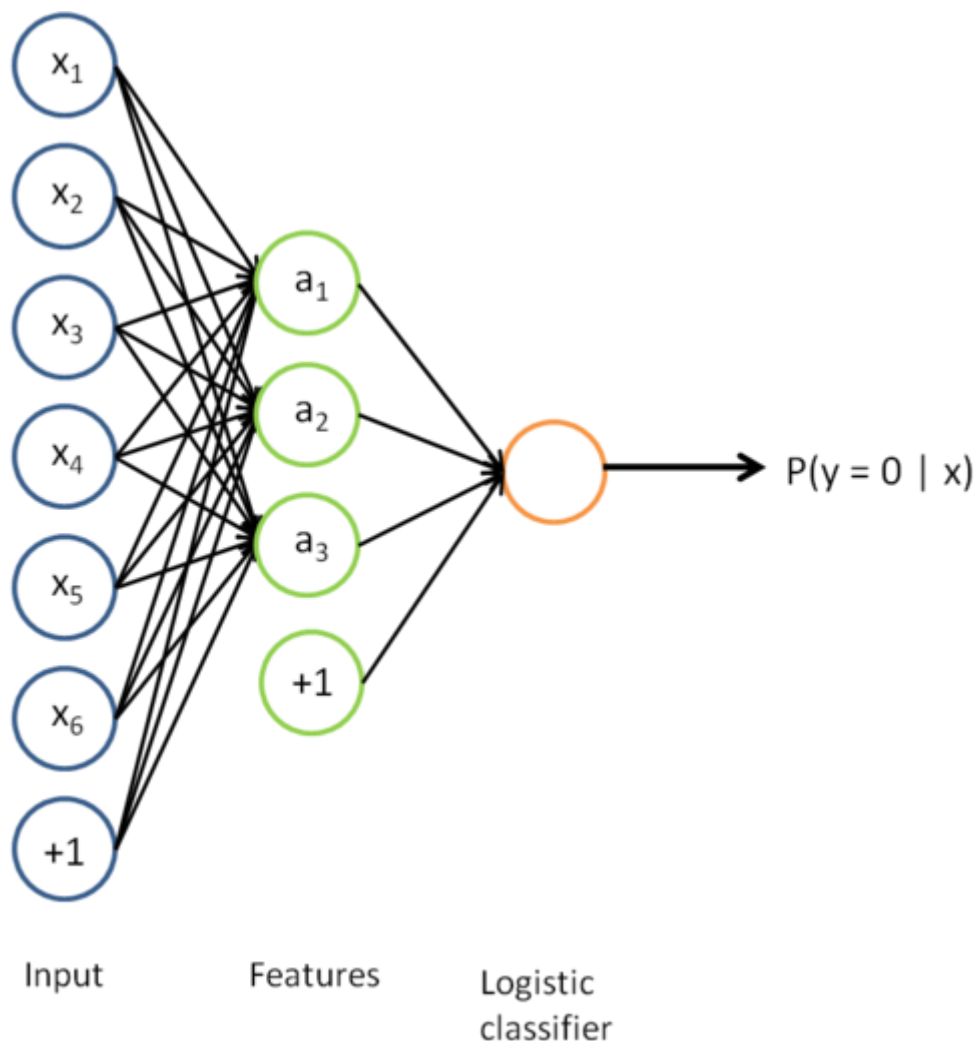 x₁
x₂
x₃
x₄
x₅
x₆
+1
a₁
a₂
a₃
+1
P(y = 0 | x)
Input
Features
Logistic
classifier